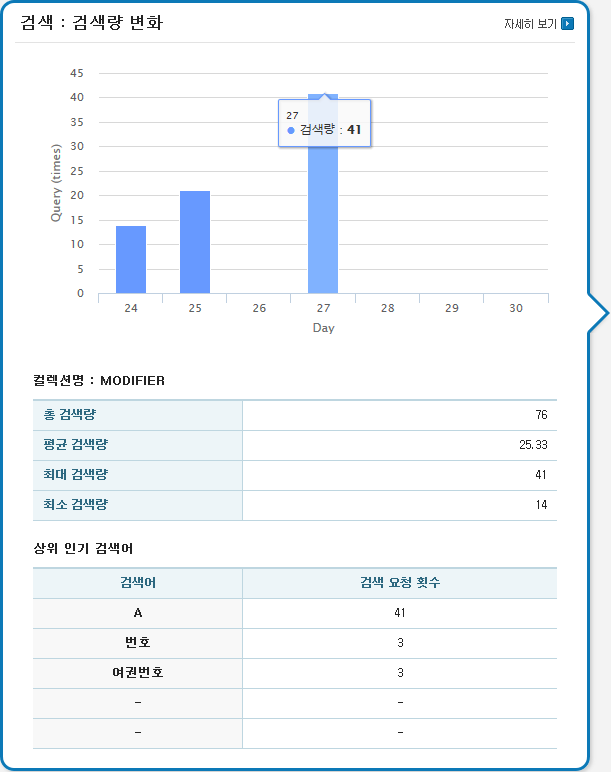 검색 : 검색량 변화
자세히 보기
45
40
35
30
25
20
15
10
5
0
Query (times)
27
검색량 : 41
24 25 26 27 28 29 30
Day
컬렉션명 : MODIFIER
총 검색량 76
평균 검색량 25.33
최대 검색량 41
최소 검색량 14
상위 인기 검색어
검색어 검색 요청 횟수
A 41
번호 3
여권번호 3
- -
- -